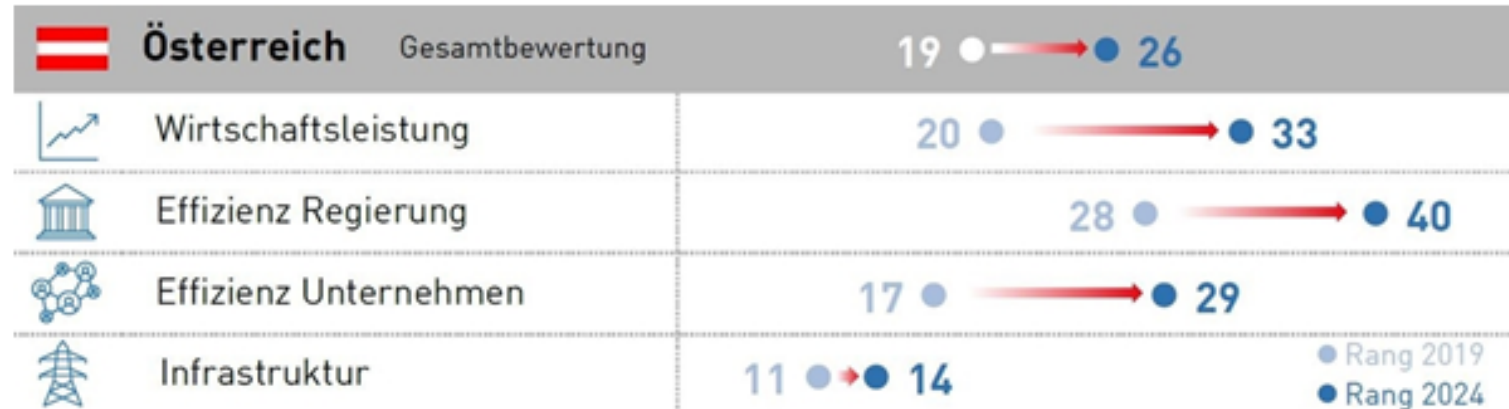 Österreich Gesamtbewertung 19 26
Wirtschaftsleistung 20 33
Effizienz Regierung 28 40
Effizienz Unternehmen 17 29
Infrastruktur 11 14
Rang 2019
Rang 2024